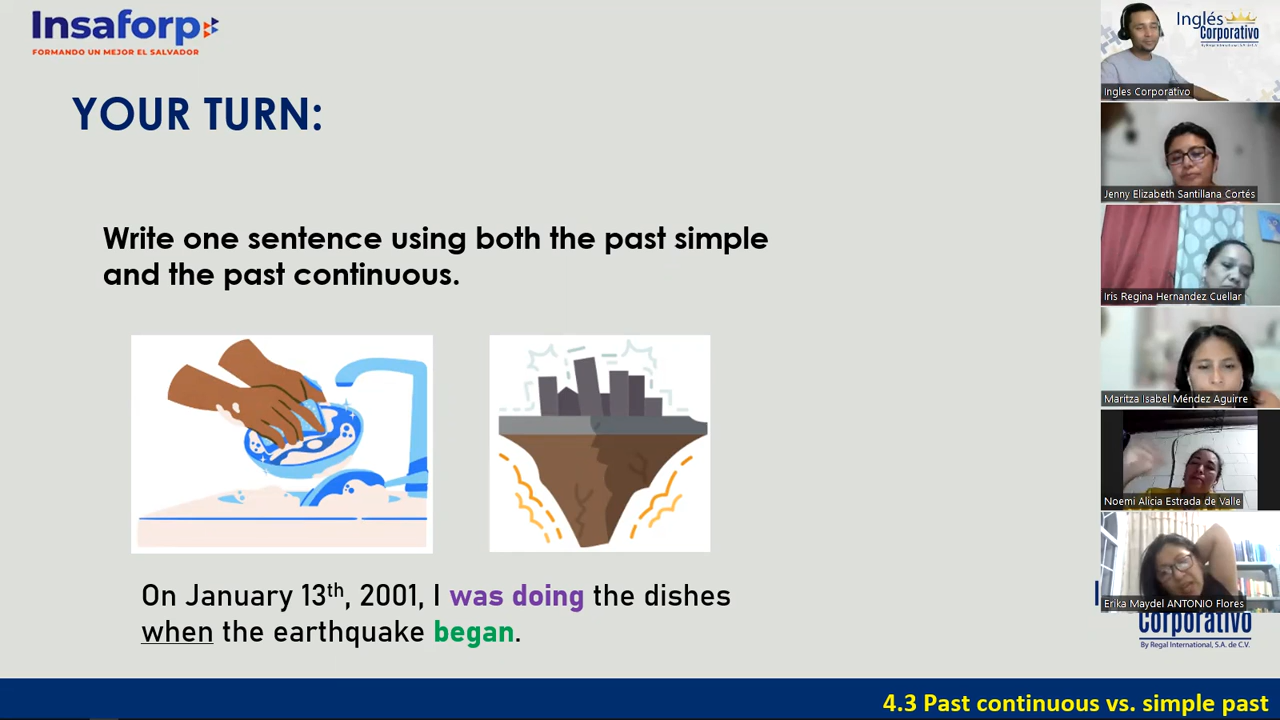 Insaforp
FORMANDO UN MEJOR EL SALVADOR
YOUR TURN:
Write one sentence using both the past simple
and the past continuous.
On January 13th, 2001, I was doing the dishes
when the earthquake began.
Inglés
Corporativo
Ingles Corporativo
Jenny Elizabeth Santillana Cortés
Iris Regina Hernandez Cuellar
Maritza Isabel Méndez Aguirre
Noemi Alicia Estrada de Valle
Erika Maydel ANTONIO Flores
Corporativo
By Regal International, S.A. de C.V.
4.3 Past continuous vs. simple past